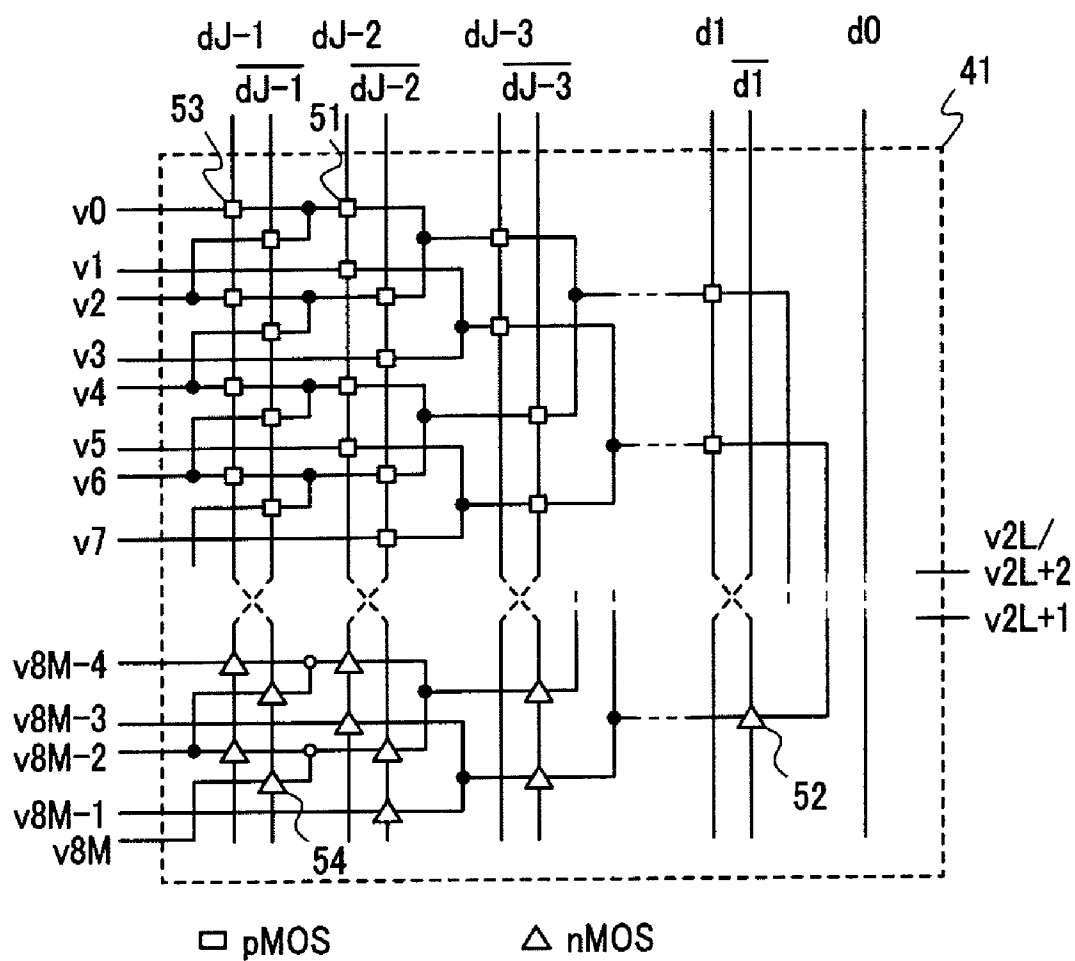 dJ-1 dJ-2 dJ-3 d1 d0
dJ-1 dJ-2 dJ-3 d1
41
53
51
v0
v1
v2
v3
v4
v5
v6
v7
v2L/
v2L+2
v2L+1
v8M-4
v8M-3
v8M-2
v8M-1
v8M
52
54
pMOS
nMOS